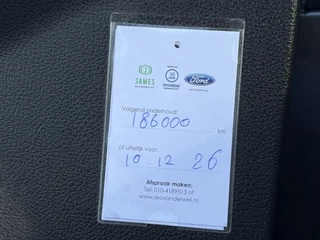 JAMES
HYUNDAI
Ford
Volgend onderhoud:
186000 km
of uiterlijk voor:
10 12 26
Afspraak maken:
Tel: 010-4189513 of
www.leovanderwel.nl